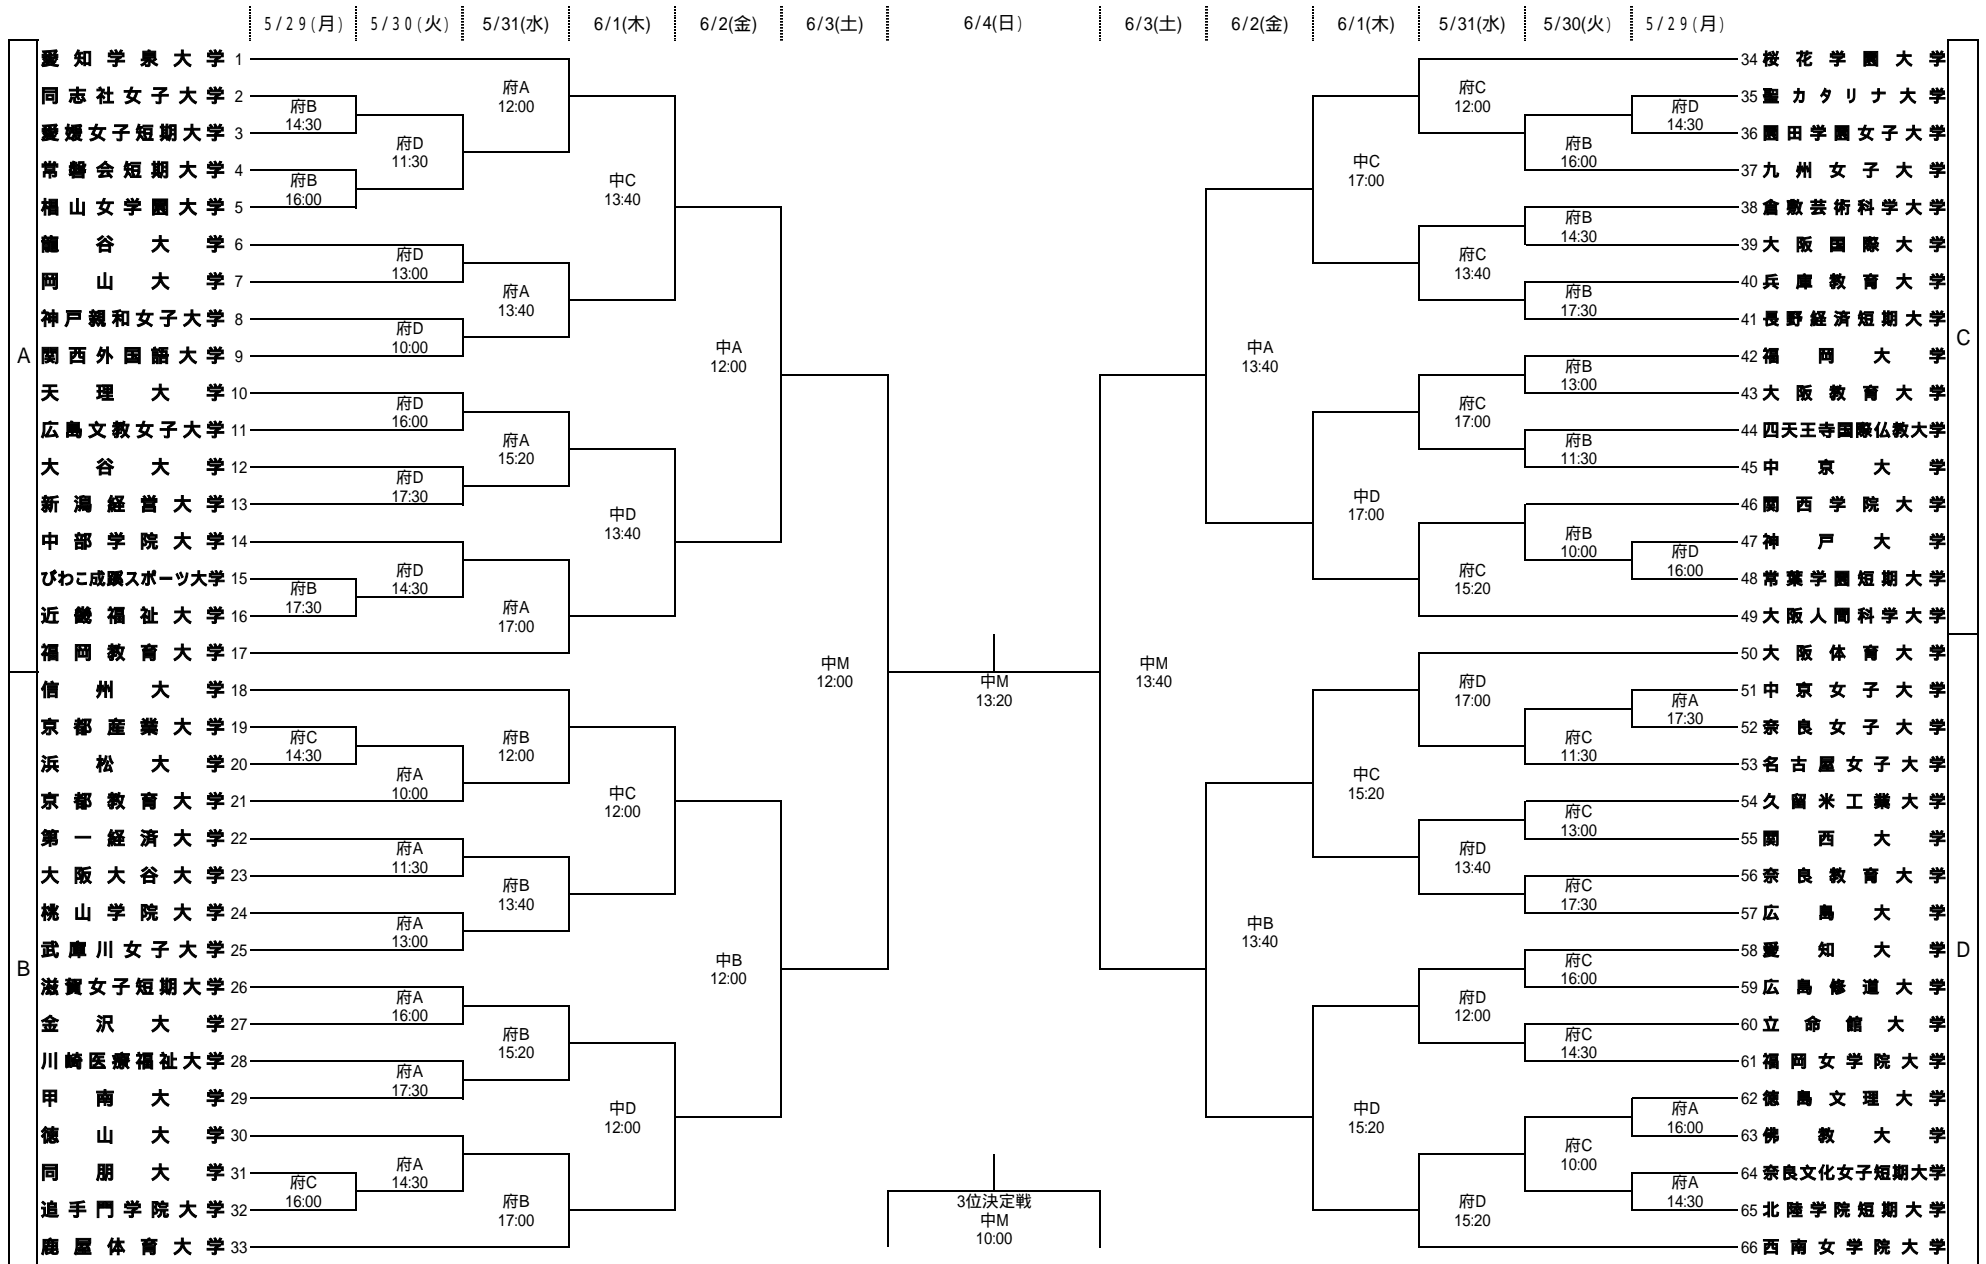 5/29(月) 5/30(火) 5/31(水) 6/1(木) 6/2(金) 6/3(土) 6/4(日) 6/3(土) 6/2(金) 6/1(木) 5/31(水) 5/30(火) 5/29(月)
A
愛知学泉大学 1
同志社女子大学 2
愛媛女子短期大学 3
常磐会短期大学 4
椙山女学園大学 5
龍谷大学 6
岡山大学 7
神戸親和女子大学 8
関西外国語大学 9
天理大学 10
広島文教女子大学 11
大谷大学 12
新潟経営大学 13
中部学院大学 14
びわこ成蹊スポーツ大学 15
近畿福祉大学 16
福岡教育大学 17
B
信州大学 18
京都産業大学 19
浜松大学 20
京都教育大学 21
第一経済大学 22
大阪大谷大学 23
桃山学院大学 24
武庫川女子大学 25
滋賀女子短期大学 26
金沢大学 27
川崎医療福祉大学 28
甲南大学 29
徳山大学 30
同朋大学 31
追手門学院大学 32
鹿屋体育大学 33
府B
14:30
府B
16:00
府B
17:30
府C
14:30
府C
16:00
府D
11:30
府D
13:00
府D
10:00
府D
16:00
府D
17:30
府D
14:30
府A
10:00
府A
11:30
府A
13:00
府A
16:00
府A
17:30
府A
14:30
府A
12:00
府A
13:40
府A
15:20
府A
17:00
府B
12:00
府B
13:40
府B
15:20
府B
17:00
中C
13:40
中D
13:40
中C
12:00
中D
12:00
中A
12:00
中B
12:00
中M
12:00
中M
13:20
3位決定戦
中M
10:00
中M
13:40
中A
13:40
中B
13:40
中C
17:00
中D
17:00
中C
15:20
中D
15:20
府C
12:00
府C
13:40
府C
17:00
府C
15:20
府D
17:00
府D
13:40
府D
12:00
府D
15:20
府B
16:00
府B
14:30
府B
17:30
府B
13:00
府B
11:30
府B
10:00
府C
11:30
府C
13:00
府C
17:30
府C
16:00
府C
14:30
府C
10:00
府D
14:30
府D
16:00
府A
17:30
府A
16:00
府A
14:30
C
34 桜花学園大学
35 聖カタリナ大学
36 園田学園女子大学
37 九州女子大学
38 倉敷芸術科学大学
39 大阪国際大学
40 兵庫教育大学
41 長野経済短期大学
42 福岡大学
43 大阪教育大学
44 四天王寺国際仏教大学
45 中京大学
46 関西学院大学
47 神戸大学
48 常葉学園短期大学
49 大阪人間科学大学
D
50 大阪体育大学
51 中京女子大学
52 奈良女子大学
53 名古屋女子大学
54 久留米工業大学
55 関西大学
56 奈良教育大学
57 広島大学
58 愛知大学
59 広島修道大学
60 立命館大学
61 福岡女学院大学
62 徳島文理大学
63 佛教大学
64 奈良文化女子短期大学
65 北陸学院短期大学
66 西南女学院大学